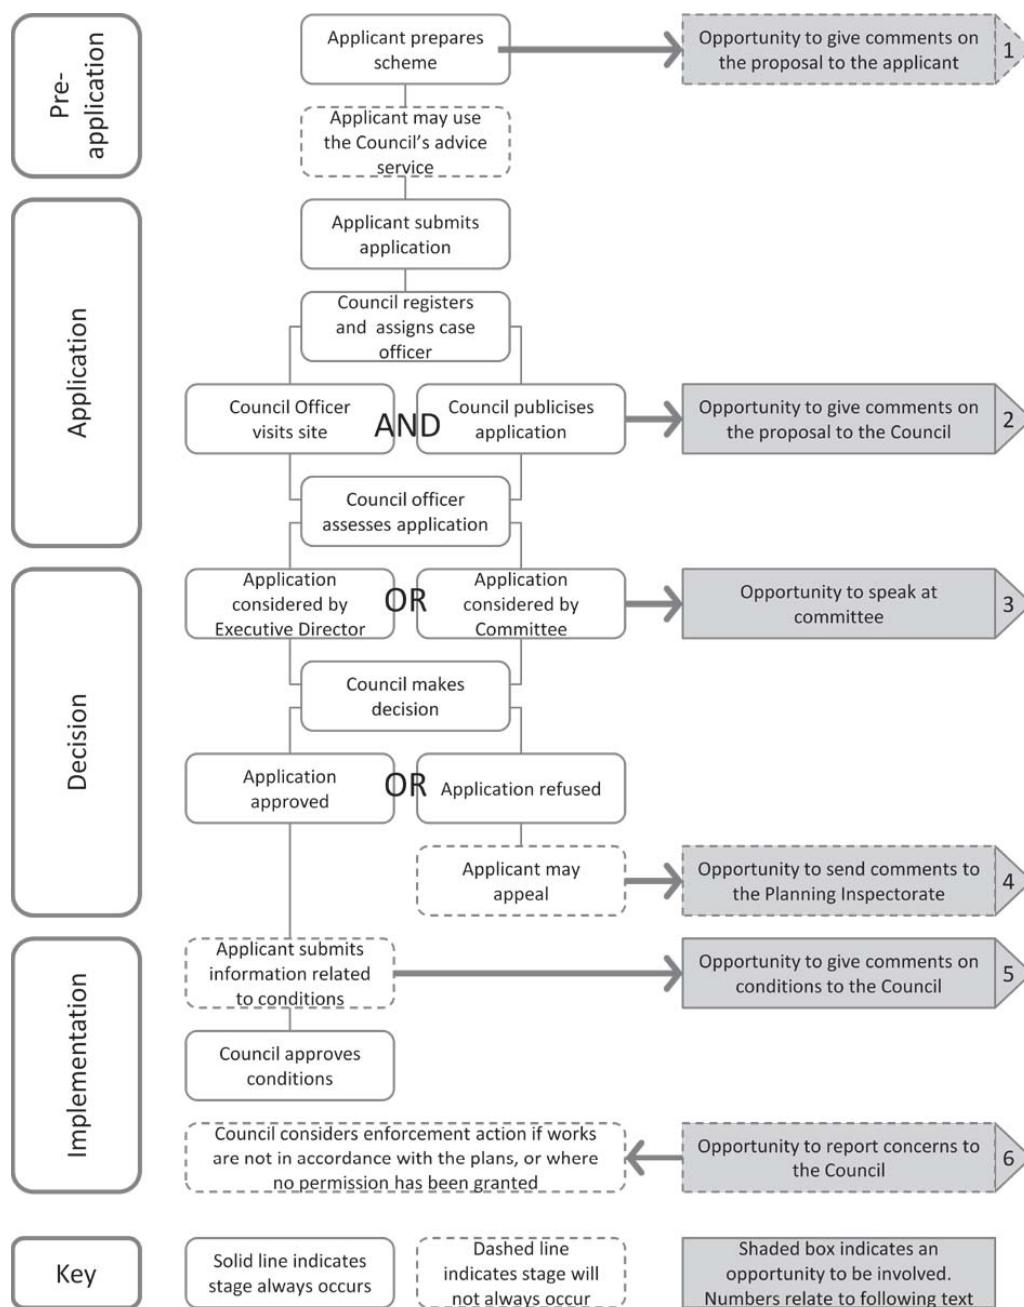 Pre-
application
Applicant prepares
scheme
Opportunity to give comments on
the proposal to the applicant
1
Applicant may use
the Council's advice
service
Application
Applicant submits
application
Council registers
and assigns case
officer
Council Officer
visits site
AND
Council publicises
application
Opportunity to give comments on
the proposal to the Council
2
Council officer
assesses application
Decision
Application
considered by
Executive Director
OR
Application
considered by
Committee
Opportunity to speak at
committee
3
Council makes
decision
Application
approved
OR
Application refused
Applicant may
appeal
Opportunity to send comments to
the Planning Inspectorate
4
Implementation
Applicant submits
information related
to conditions
Opportunity to give comments on
conditions to the Council
5
Council approves
conditions
Council considers enforcement action if works
are not in accordance with the plans, or where
no permission has been granted
Opportunity to report concerns to
the Council
6
Key
Solid line indicates
stage always occurs
Dashed line
indicates stage will
not always occur
Shaded box indicates an
opportunity to be involved.
Numbers relate to following text